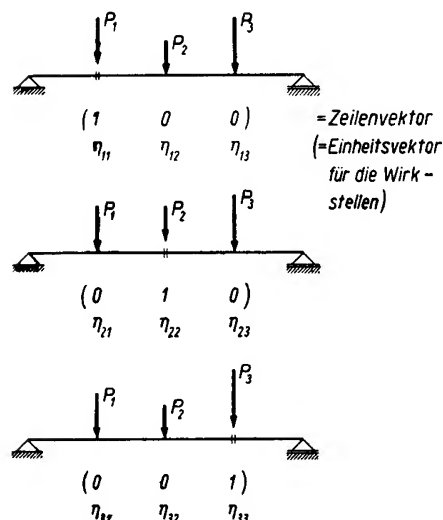 P₁ P₂ P₃
(1 0 0) =Zeilenvektor
η₁₁ η₁₂ η₁₃ (=Einheitsvektor
für die Wirk-
stellen)
P₁ P₂ P₃
(0 1 0)
η₂₁ η₂₂ η₂₃
P₁ P₂ P₃
(0 0 1)
η₃₂ η₃₃